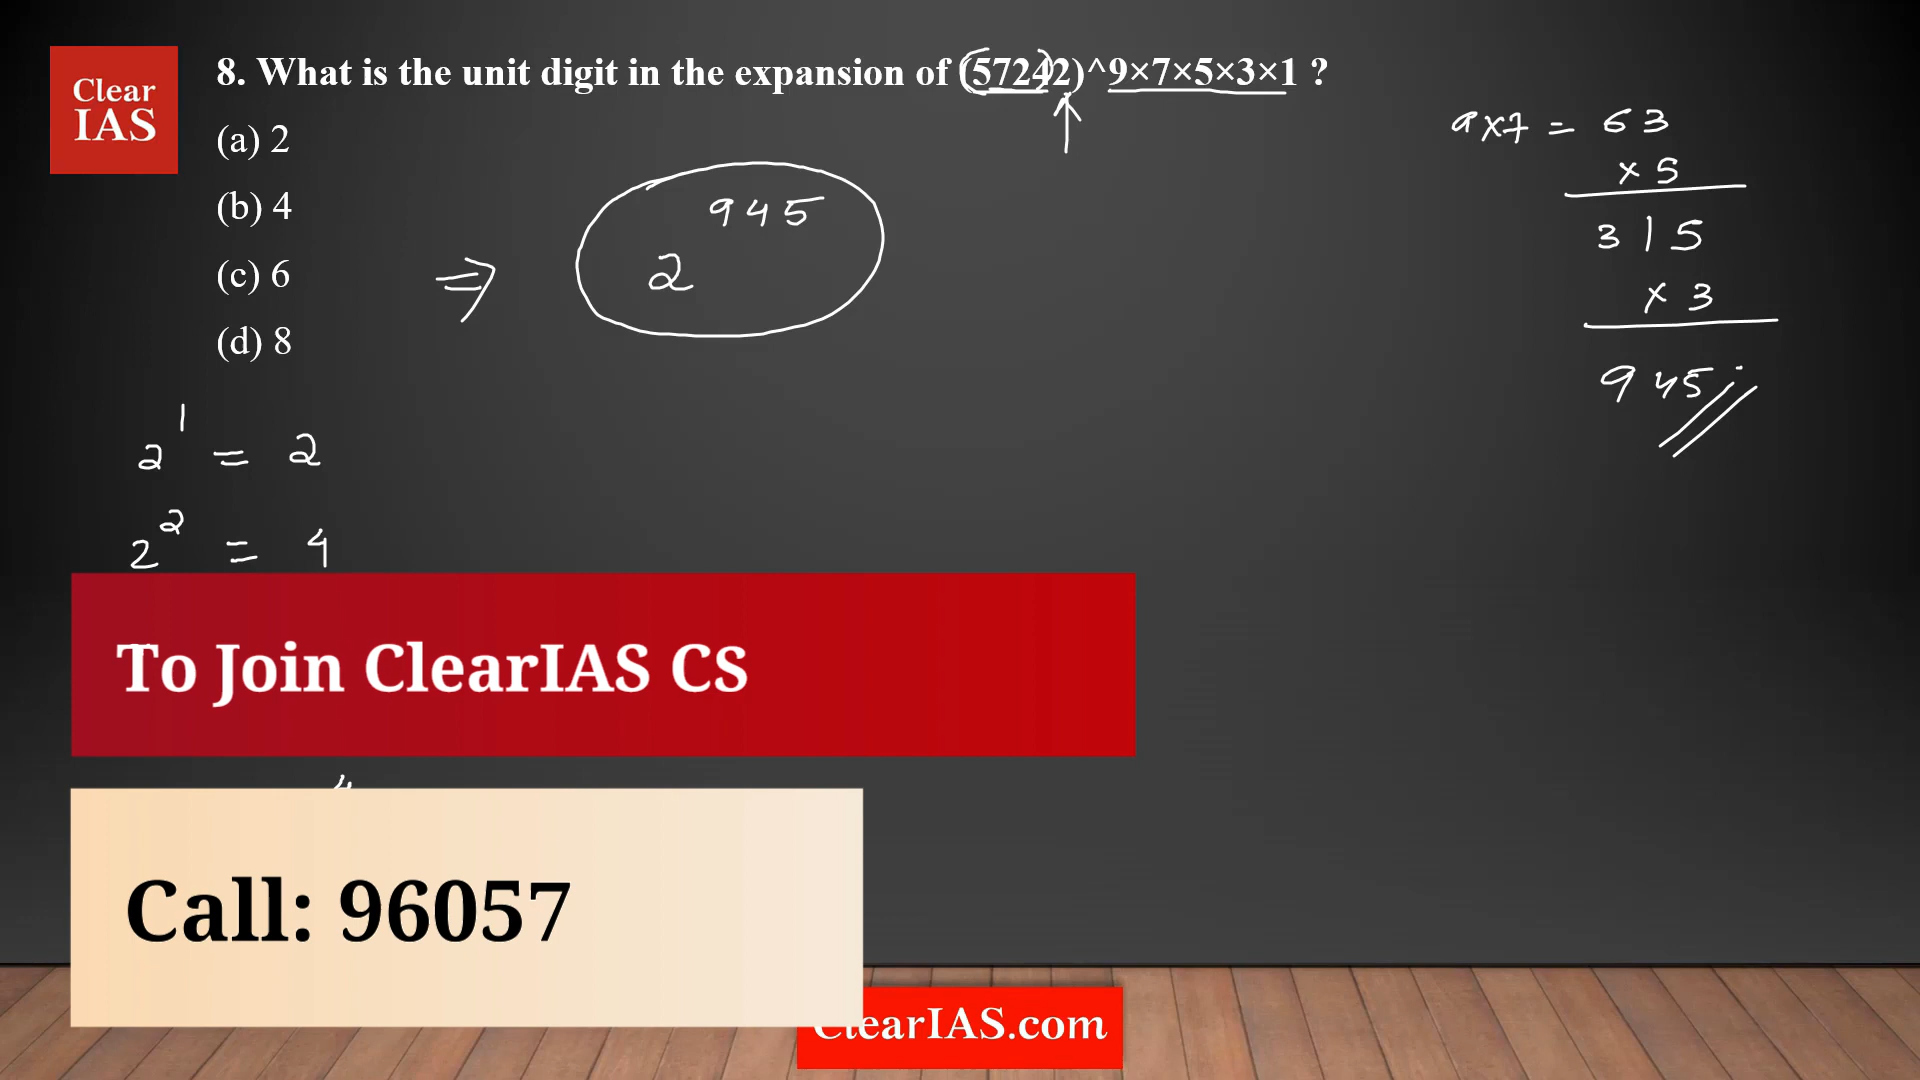 Clear
IAS
8. What is the unit digit in the expansion of (57242)^9×7×5×3×1 ?
(a) 2
(b) 4
(c) 6
(d) 8
9x7 = 63
x 5
315
x 3
945
⇒ 2^945
2^1 = 2
2^2 = 4
To Join ClearIAS CS
4
Call: 96057
ClearIAS.com